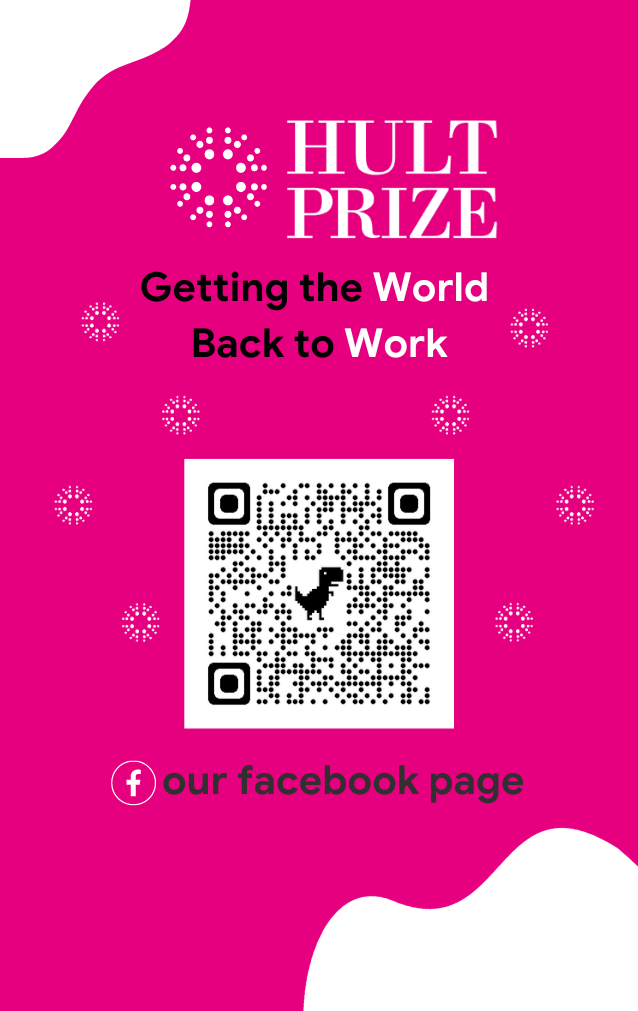 HULT
PRIZE
Getting the World
Back to Work
our facebook page